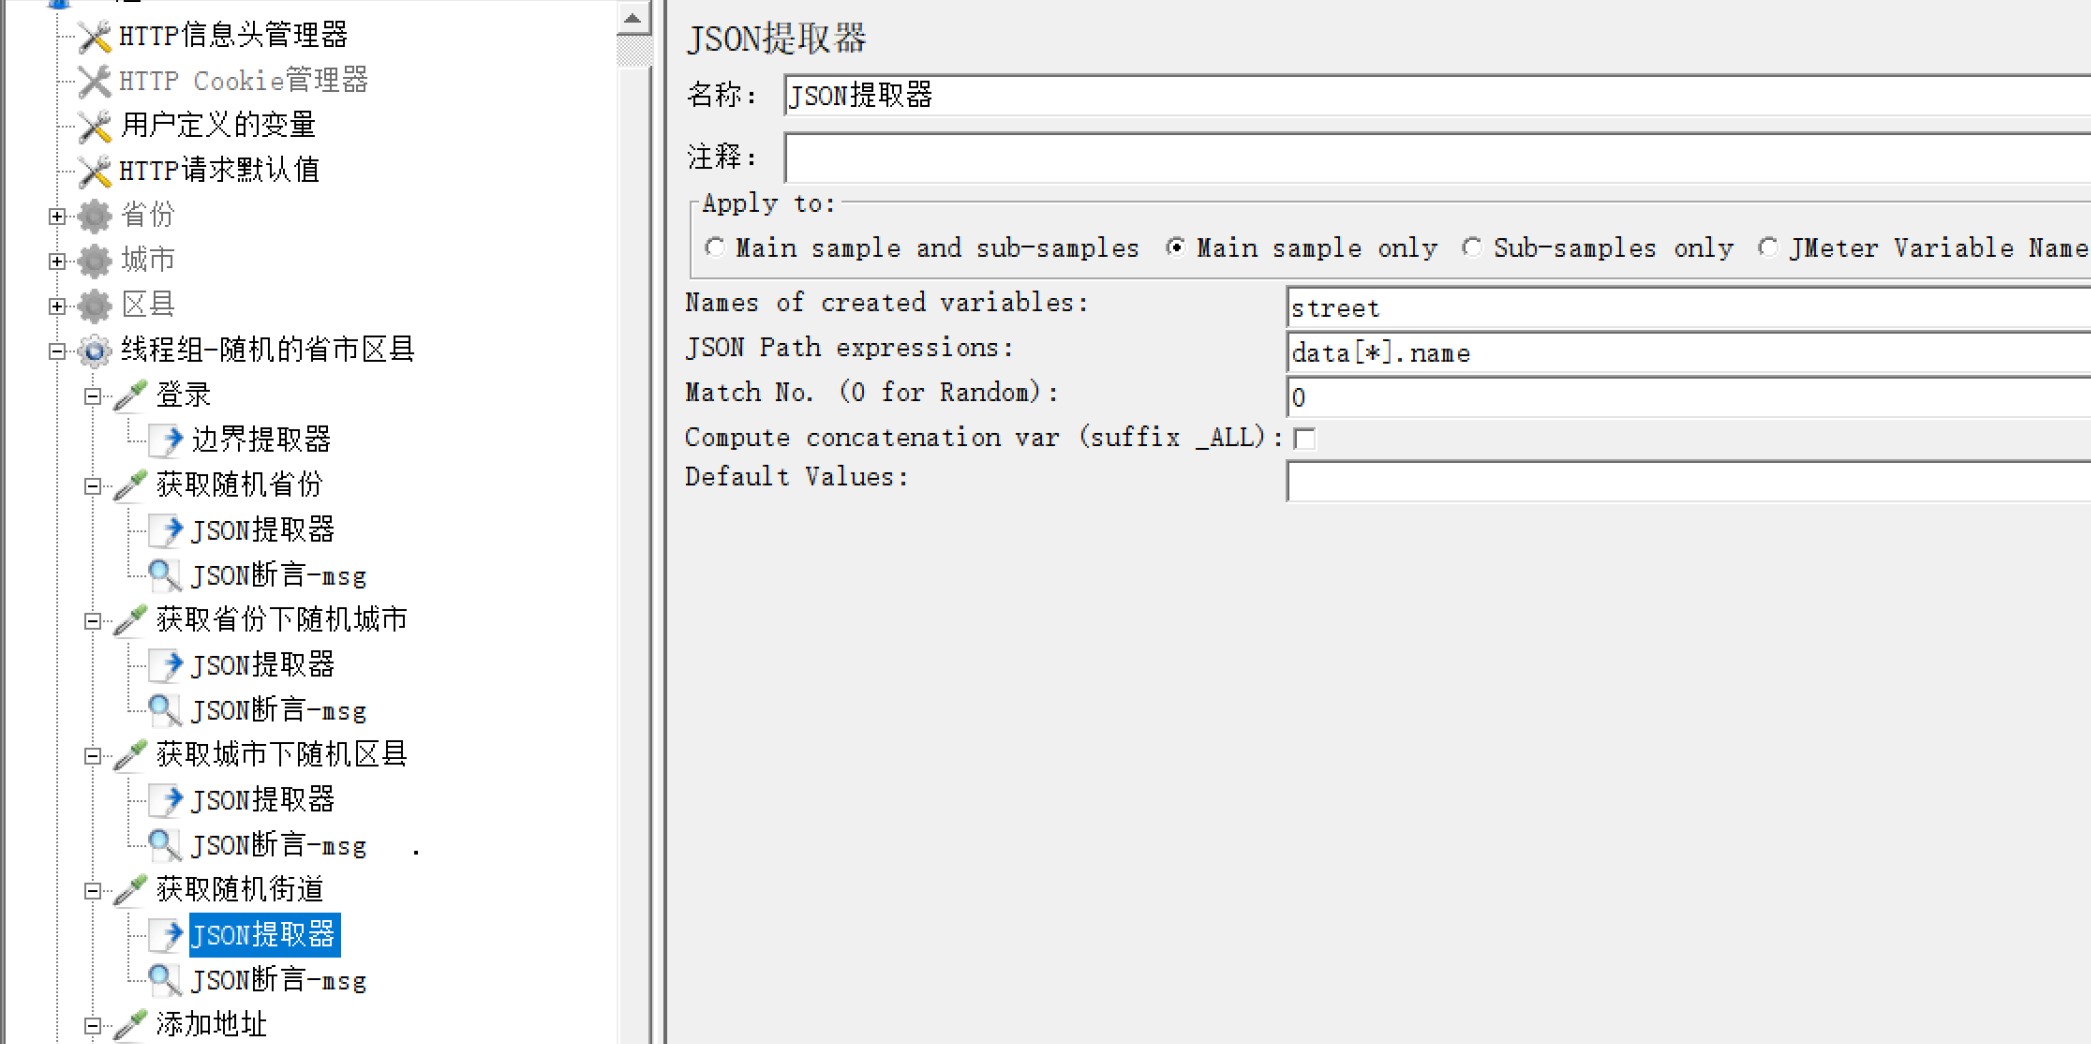 HTTP信息头管理器
HTTP Cookie管理器
用户定义的变量
HTTP请求默认值
省份
城市
区县
线程组-随机的省市区县
登录
边界提取器
获取随机省份
JSON提取器
JSON断言-msg
获取省份下随机城市
JSON提取器
JSON断言-msg
获取城市下随机区县
JSON提取器
JSON断言-msg .
获取随机街道
JSON提取器
JSON断言-msg
添加地址
JSON提取器
名称： JSON提取器
注释：
Apply to:
Main sample and sub-samples Main sample only Sub-samples only JMeter Variable Name
Names of created variables: street
JSON Path expressions: data[*].name
Match No. (0 for Random): 0
Compute concatenation var (suffix _ALL):
Default Values: